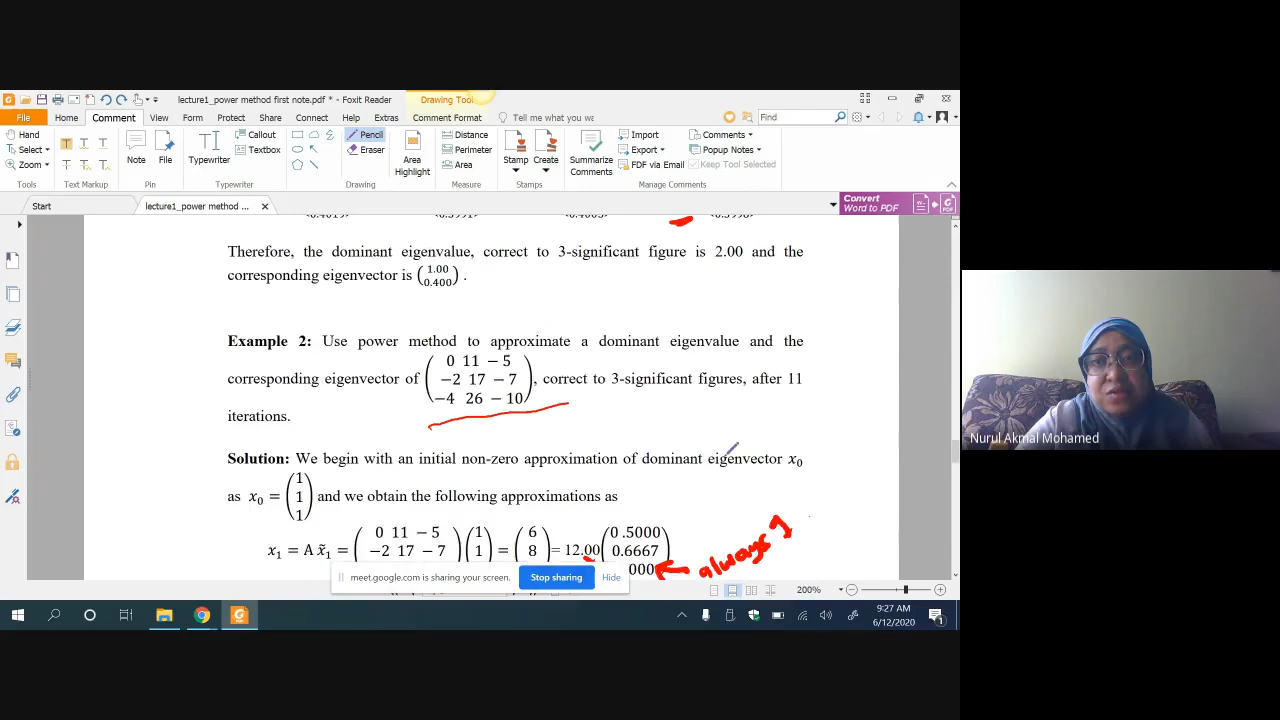 lecture1_power method first note.pdf * - Foxit Reader
Drawing Tools
File Home Comment View Form Protect Share Connect Help Extras Comment Format Tell me what you wa Find
Hand
Select
Zoom
Tools
Text Markup
Note
File
Pin
Typewriter
Callout
Textbox
Typewriter
Pencil
Eraser
Drawing
Area
Highlight
Distance
Perimeter
Area
Measure
Stamp
Create
Stamps
Summarize
Comments
Import
Export
FDF via Email
Comments
Popup Notes
Keep Tool Selected
Manage Comments
Start
lecture1_power method ...
Convert
Word to PDF
Therefore, the dominant eigenvalue, correct to 3-significant figure is 2.00 and the
corresponding eigenvector is (1.00 0.400) .
Example 2: Use power method to approximate a dominant eigenvalue and the
0 11 − 5
corresponding eigenvector of −2 17 − 7 , correct to 3-significant figures, after 11
−4 26 − 10
iterations.
Solution: We begin with an initial non-zero approximation of dominant eigenvector x0
1
as x0 = 1 and we obtain the following approximations as
1
0 11 − 5 1 6 0 .5000
x1 = A x̃1 = −2 17 − 7 1 = 8 = 12.00 0.6667
000
always 1
meet.google.com is sharing your screen.
Stop sharing
Hide
200%
9:27 AM
6/12/2020
1
Nurul Akmal Mohamed